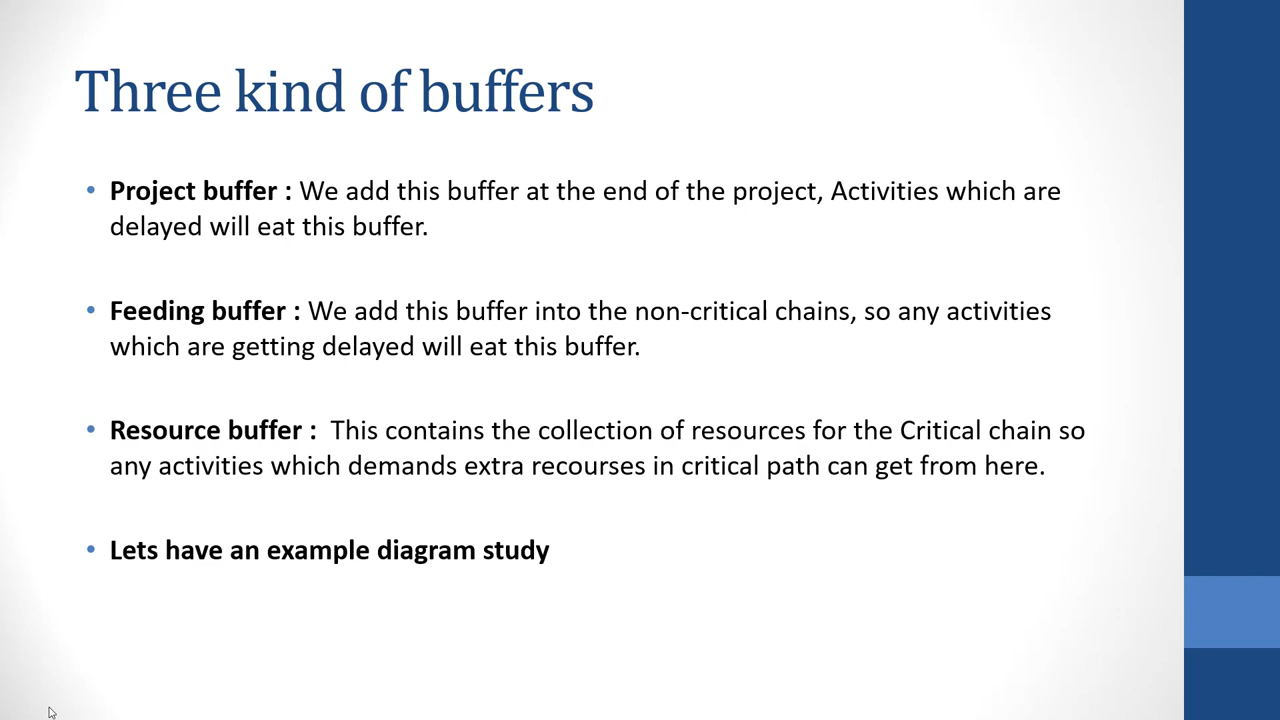 Three kind of buffers
• Project buffer : We add this buffer at the end of the project, Activities which are
delayed will eat this buffer.
• Feeding buffer : We add this buffer into the non-critical chains, so any activities
which are getting delayed will eat this buffer.
• Resource buffer :  This contains the collection of resources for the Critical chain so
any activities which demands extra recourses in critical path can get from here.
• Lets have an example diagram study